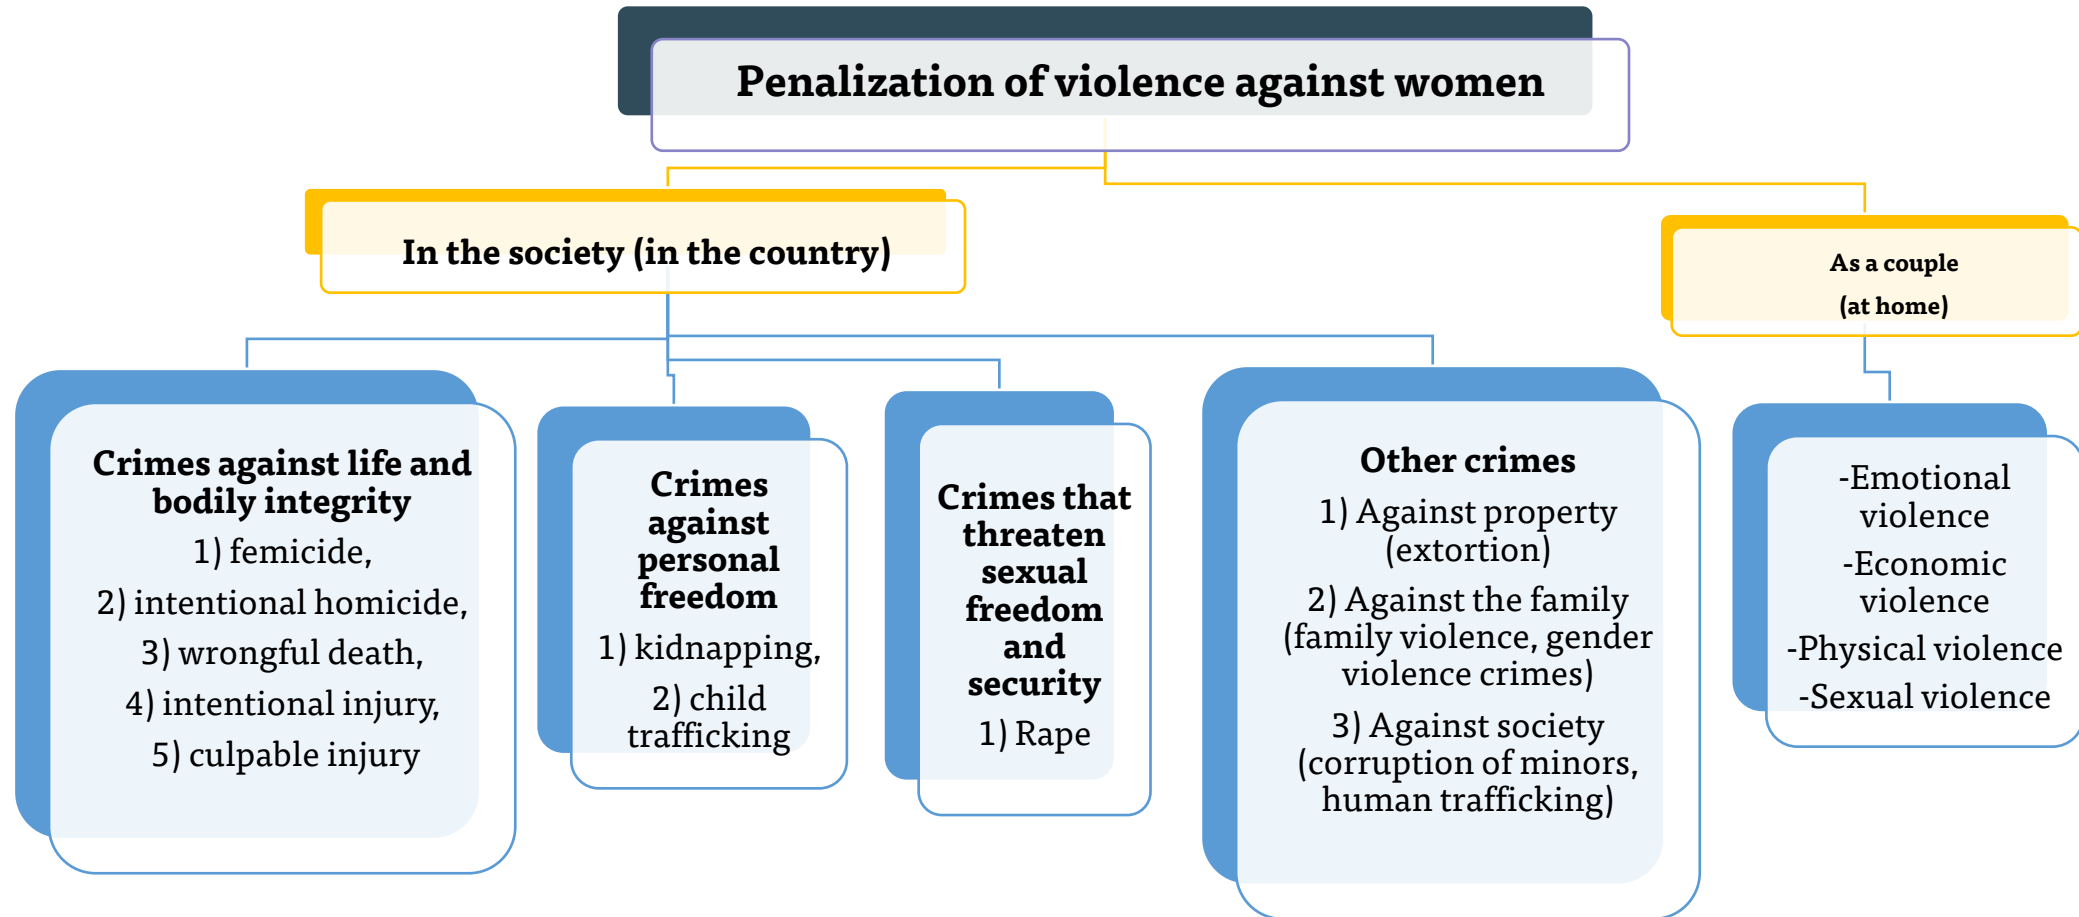 Penalization of violence against women
In the society (in the country)
As a couple
(at home)
Crimes against life and
bodily integrity
1) femicide,
2) intentional homicide,
3) wrongful death,
4) intentional injury,
5) culpable injury
Crimes
against
personal
freedom
1) kidnapping,
2) child
trafficking
Crimes that
threaten
sexual
freedom
and
security
1) Rape
Other crimes
1) Against property
(extortion)
2) Against the family
(family violence, gender
violence crimes)
3) Against society
(corruption of minors,
human trafficking)
-Emotional
violence
-Economic
violence
-Physical violence
-Sexual violence